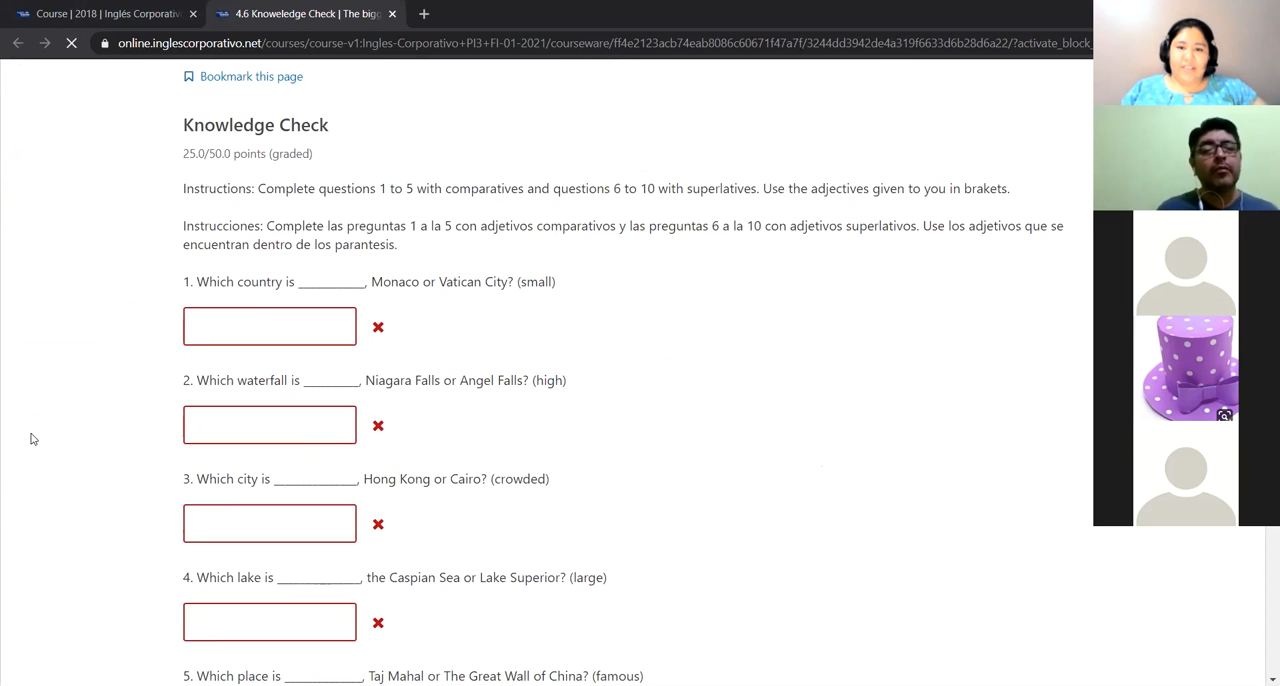 Course | 2018 | Inglés Corporativ
4.6 Knoweledge Check | The bigg
online.inglescorporativo.net/courses/course-v1:Ingles-Corporativo+PI3+FI-01-2021/courseware/ff4e2123acb74eab8086c60671f47a7f/3244dd3942de4a319f6633d6b28d6a22/?activate_block_
Bookmark this page
Knowledge Check
25.0/50.0 points (graded)
Instructions: Complete questions 1 to 5 with comparatives and questions 6 to 10 with superlatives. Use the adjectives given to you in brakets.
Instrucciones: Complete las preguntas 1 a la 5 con adjetivos comparativos y las preguntas 6 a la 10 con adjetivos superlativos. Use los adjetivos que se
encuentran dentro de los parantesis.
1. Which country is __________, Monaco or Vatican City? (small)
2. Which waterfall is ________, Niagara Falls or Angel Falls? (high)
3. Which city is ____________, Hong Kong or Cairo? (crowded)
4. Which lake is ____________, the Caspian Sea or Lake Superior? (large)
5. Which place is ___________, Taj Mahal or The Great Wall of China? (famous)